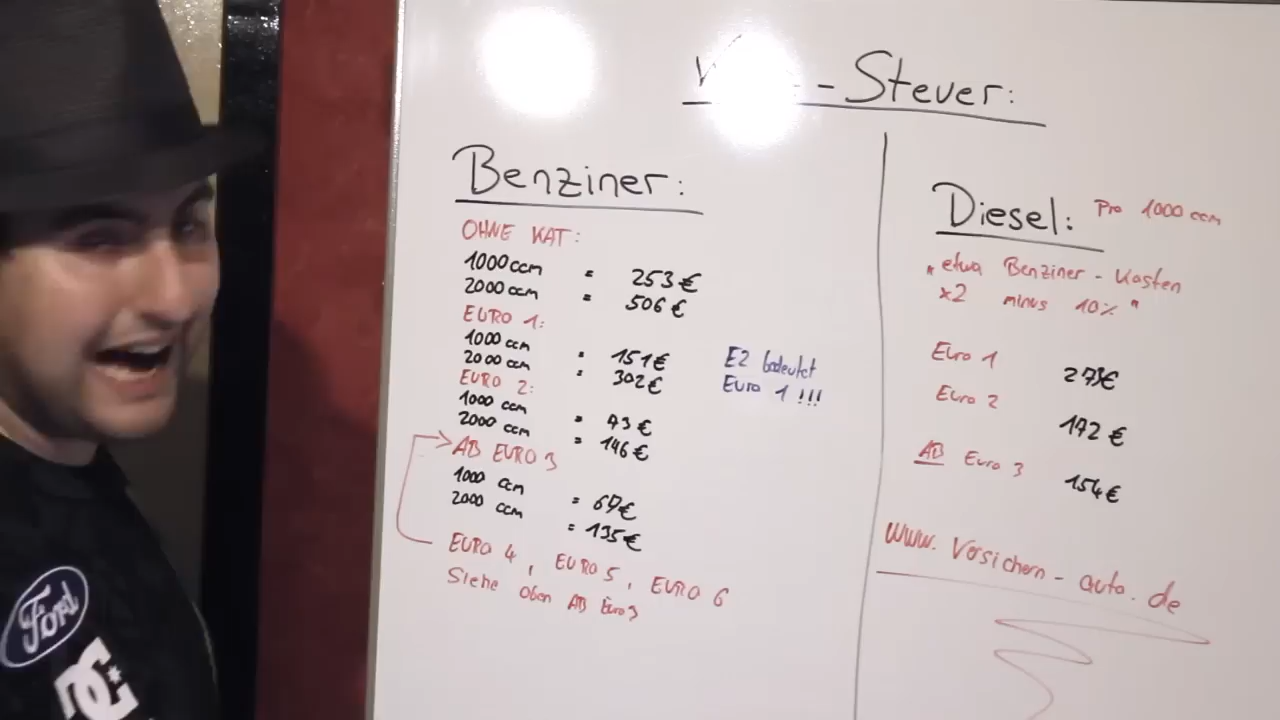 -Steuer:
Benziner:
OHNE KAT:
1000 ccm = 253 €
2000 ccm = 506 €
EURO 1:
1000 ccm = 151 €
2000 ccm = 302 €
EURO 2:
1000 ccm = 73 €
2000 ccm = 146 €
AB EURO 3
1000 ccm = 67 €
2000 ccm = 135 €
EURO 4, EURO 5, EURO 6
Siehe oben AB Euro 3
E2 bedeutet
Euro 1 !!!
Diesel: Pro 1000 ccm
"etwa Benziner - Kosten
x2 minus 10% "
Euro 1 273€
Euro 2 172 €
AB Euro 3 154 €
www.Versichern-auto.de
Ford
DC